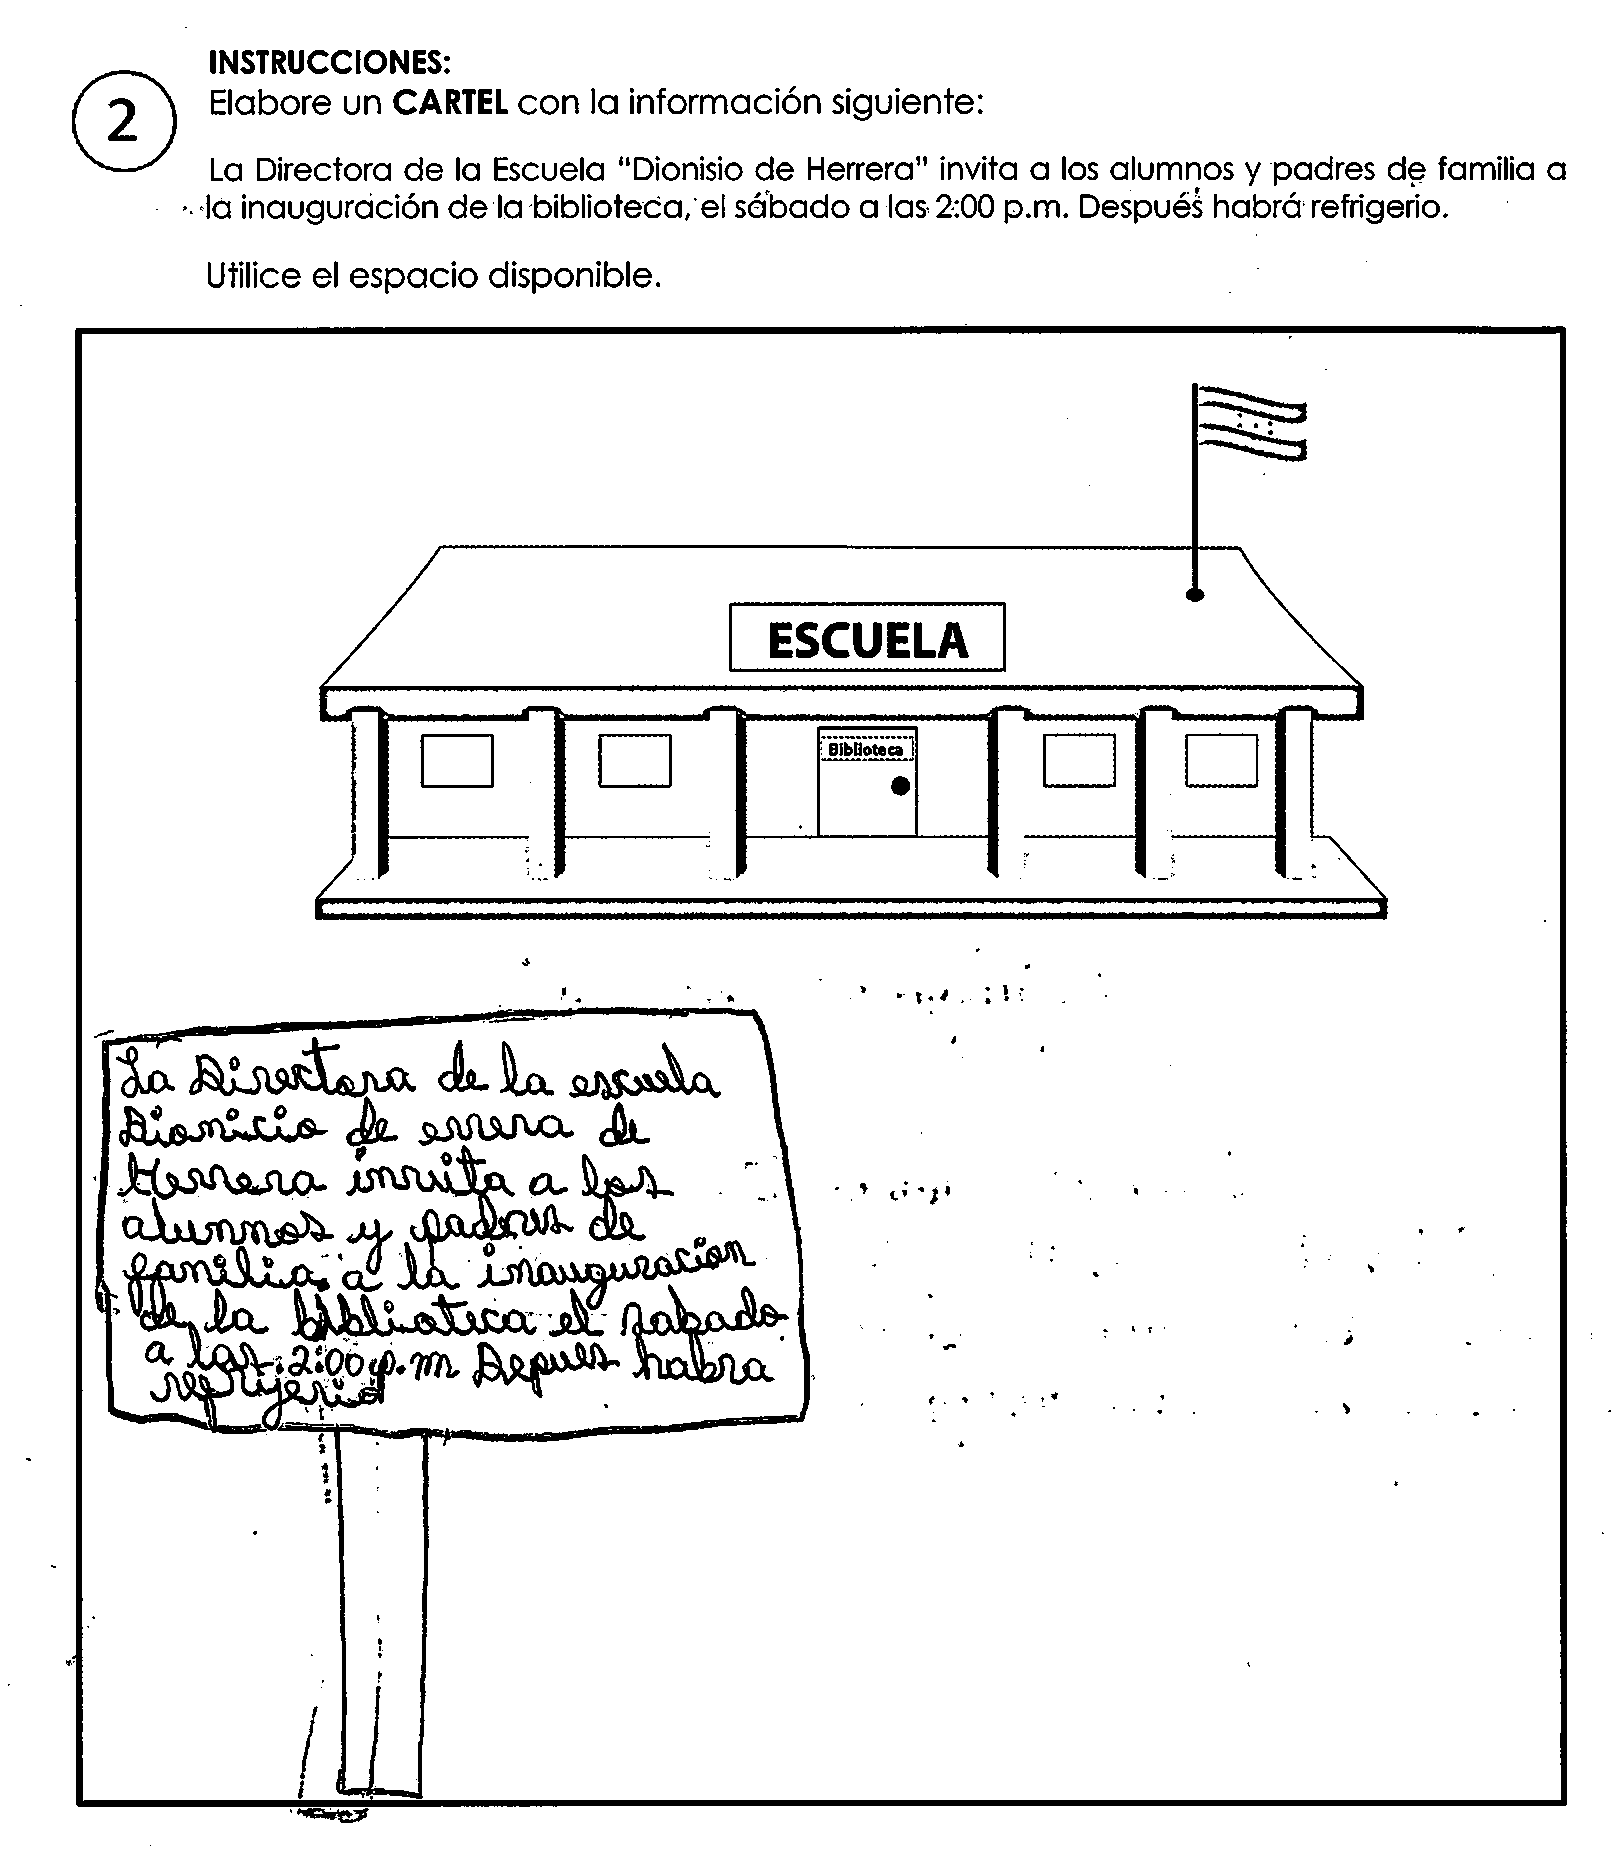 INSTRUCCIONES:
2
Elabore un CARTEL con la información siguiente:
La Directora de la Escuela "Dionisio de Herrera" invita a los alumnos y padres de familia a
la inauguración de la biblioteca, el sábado a las 2:00 p.m. Después habrá refrigerio.
Utilice el espacio disponible.
ESCUELA
Biblioteca
La Directora de la escuela
Dionicio de errera de
Herrera invita a los
alunnos y padres de
familia. a la inauguracion
de la biblioteca el sabado
a las 2:00 p.m Depues habra
refrijerio